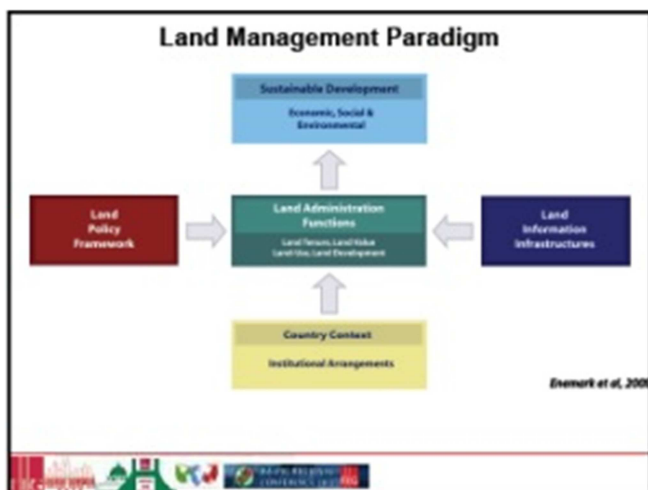 Land Management Paradigm
Sustainable Development
Economic, Social &
Environmental
Land
Policy
Framework
Land Administration
Functions
Land Tenure, Land Value
Land-Use, Land Development
Land
Information
Infrastructures
Country Context
Institutional Arrangements
Enemark et al,